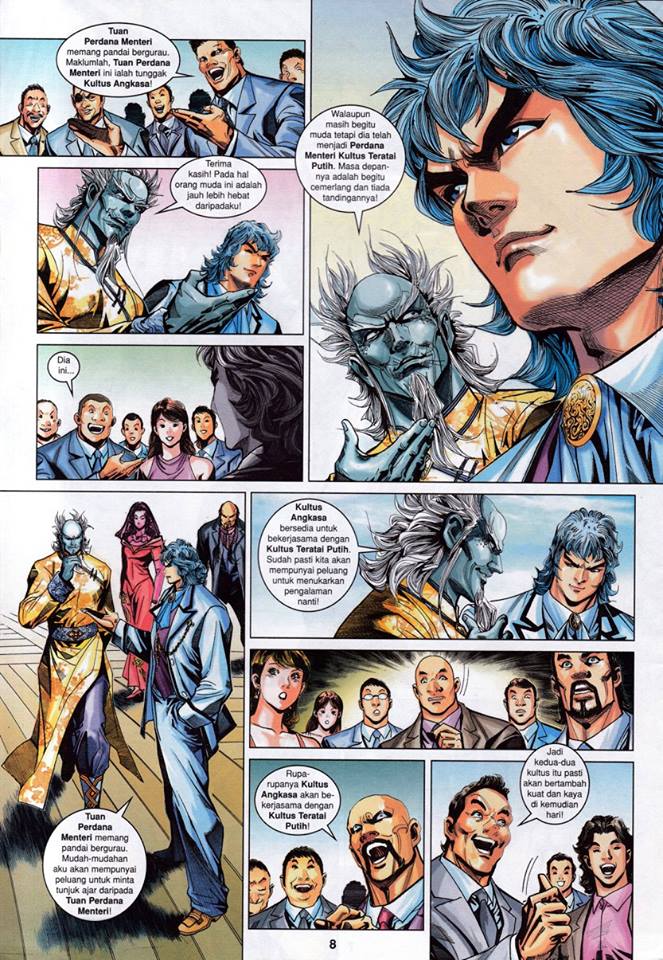 Tuan
Perdana Menteri
memang pandai bergurau.
Maklumlah, Tuan Perdana
Menteri ini ialah tunggak
Kultus Angkasa!
Walaupun
masih begitu
muda tetapi dia telah
menjadi Perdana
Menteri Kultus Teratai
Putih. Masa depan-
nya adalah begitu
cemerlang dan tiada
tandingannya!
Terima
kasih! Pada hal
orang muda ini adalah
jauh lebih hebat
daripadaku!
Dia
ini...
Tuan
Perdana
Menteri memang
pandai bergurau.
Mudah-mudahan
aku akan mempunyai
peluang untuk minta
tunjuk ajar daripada
Tuan Perdana
Menteri!
Kultus
Angkasa
bersedia untuk
bekerjasama dengan
Kultus Teratai Putih.
Sudah pasti kita akan
mempunyai peluang
untuk menukarkan
pengalaman
nanti!
Rupa-
rupanya Kultus
Angkasa akan be-
kerjasama dengan
Kultus Teratai
Putih!
Jadi
kedua-dua
kultus itu pasti
akan bertambah
kuat dan kaya
di kemudian
hari!
8